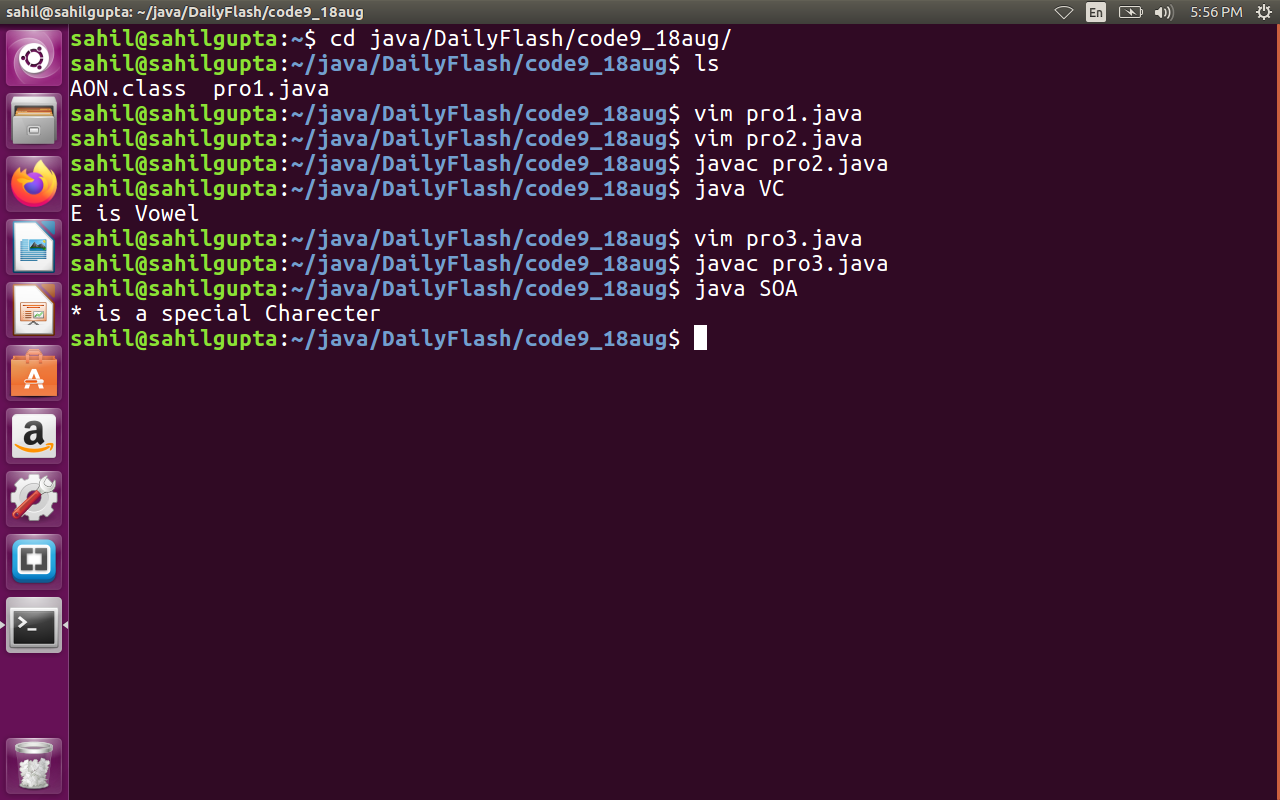 sahil@sahilgupta: ~/java/DailyFlash/code9_18aug
En
5:56 PM
sahil@sahilgupta:~$ cd java/DailyFlash/code9_18aug/
sahil@sahilgupta:~/java/DailyFlash/code9_18aug$ ls
AON.class  pro1.java
sahil@sahilgupta:~/java/DailyFlash/code9_18aug$ vim pro1.java
sahil@sahilgupta:~/java/DailyFlash/code9_18aug$ vim pro2.java
sahil@sahilgupta:~/java/DailyFlash/code9_18aug$ javac pro2.java
sahil@sahilgupta:~/java/DailyFlash/code9_18aug$ java VC
E is Vowel
sahil@sahilgupta:~/java/DailyFlash/code9_18aug$ vim pro3.java
sahil@sahilgupta:~/java/DailyFlash/code9_18aug$ javac pro3.java
sahil@sahilgupta:~/java/DailyFlash/code9_18aug$ java SOA
* is a special Charecter
sahil@sahilgupta:~/java/DailyFlash/code9_18aug$